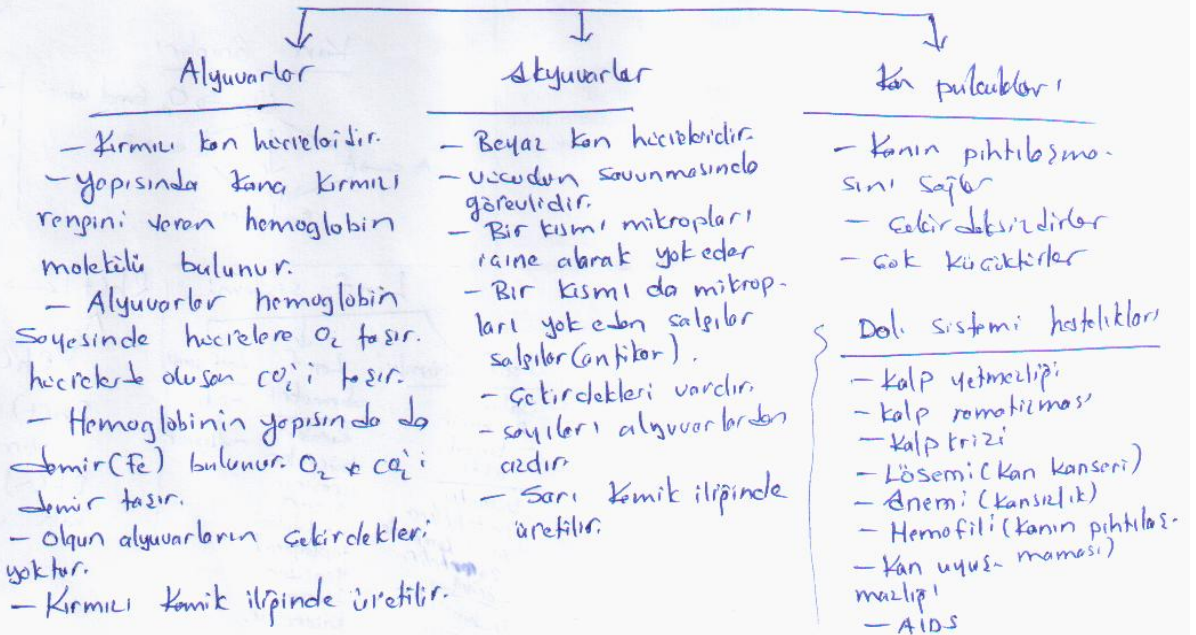 Alyuvarlar
- Kırmızı kan hücreleridir.
- Yapısında kana kırmızı
rengini veren hemoglobin
molekülü bulunur.
- Alyuvarlar hemoglobin
sayesinde hücrelere O₂ taşır.
hücrelerde oluşan CO₂'i taşır.
- Hemoglobinin yapısında da
demir (Fe) bulunur. O₂ ve CO₂'i
demir taşır.
- Olgun alyuvarların çekirdekleri
yoktur.
- Kırmızı kemik iliğinde üretilir.
Akyuvarlar
- Beyaz kan hücreleridir.
- vücudun savunmasında
görevlidir.
- Bir kısmı mikropları
içine alarak yok eder
- Bir kısmı da mikrop-
ları yok eden salgılar
salgılar (antikor).
- Çekirdekleri vardır.
- sayıları alyuvarlardan
azdır.
- Sarı kemik iliğinde
üretilir.
Kan pulcukları
- Kanın pıhtılaşma-
sını sağlar
- Çekirdeksizdirler
- Çok küçüktürler
Dol. sistemi hastalıkları
- Kalp yetmezliği
- Kalp romatizması
- Kalp krizi
- Lösemi (Kan kanseri)
- Anemi (kansızlık)
- Hemofili (kanın pıhtılaş-
maması)
- Kan uyuş-
mazlığı
- AIDS